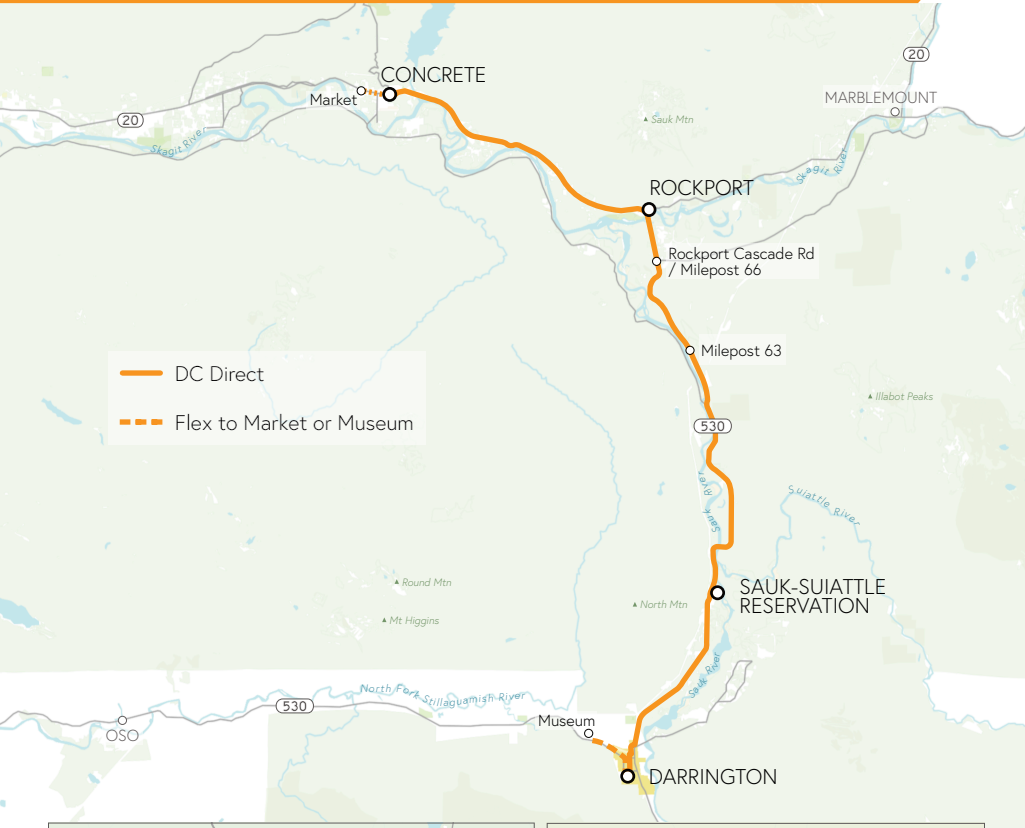 20
CONCRETE
Market
MARBLEMOUNT
20
Sauk Mtn
Skagit River
Skagit River
ROCKPORT
Rockport Cascade Rd
/ Milepost 66
Milepost 63
DC Direct
Flex to Market or Museum
Illabot Peaks
530
Sauk River
Suiattle River
Round Mtn
North Mtn
Mt Higgins
SAUK-SUIATTLE
RESERVATION
Sauk River
North Fork Stillaguamish River
530
OSO
Museum
DARRINGTON